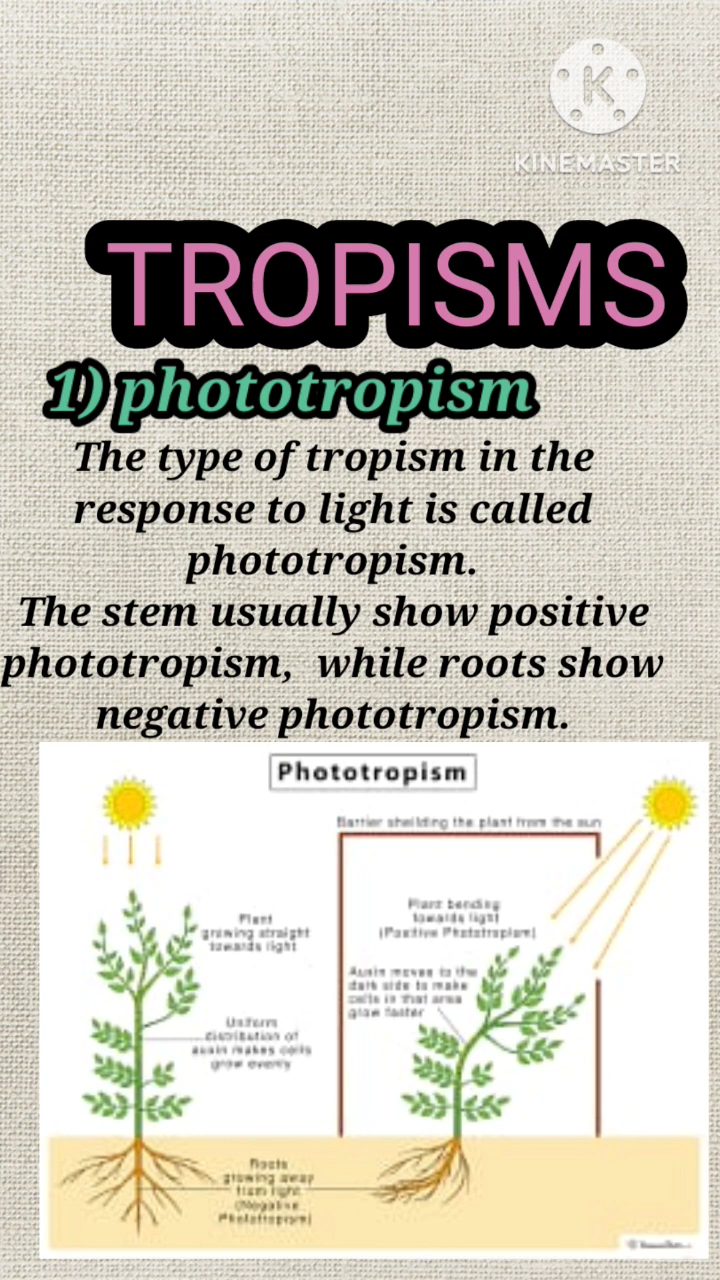 K
KINEMASTER
TROPISMS
1) phototropism
The type of tropism in the
response to light is called
phototropism.
The stem usually show positive
phototropism, while roots show
negative phototropism.
Phototropism
Barrier sheilding the plant from the sun
Plant
growing straight
towards light
Plant bending
towards light
(Positive Phototropism)
Auxin moves to the
dark side to make
cells in that area
grow faster
Uniform
distribution of
auxin makes cells
grow evenly
Roots
growing away
from light
(Negative
Phototropism)